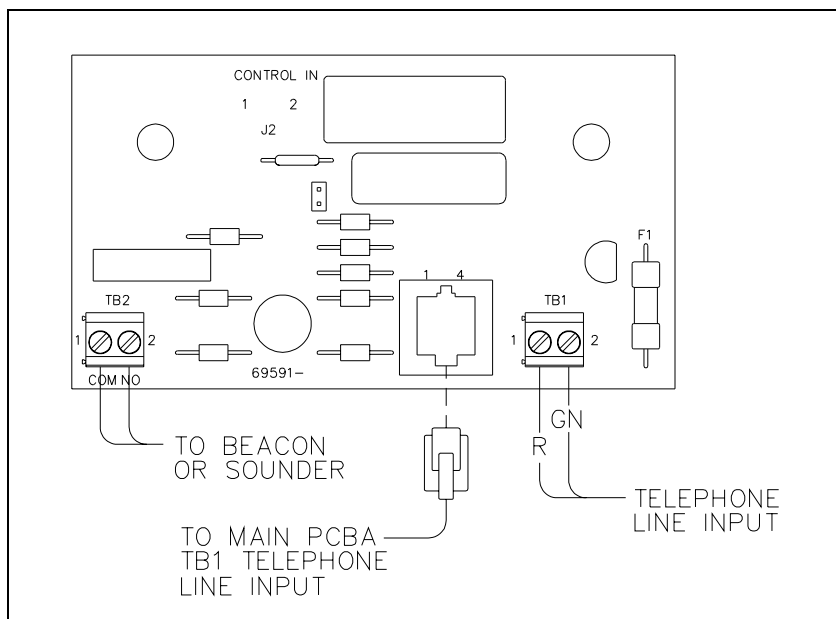 CONTROL IN
1 2
J2
F1
1 4
TB2
TB1
1 2
1 2
COM NO
69591-
GN
R
TO BEACON
OR SOUNDER
TELEPHONE
LINE INPUT
TO MAIN PCBA
TB1 TELEPHONE
LINE INPUT